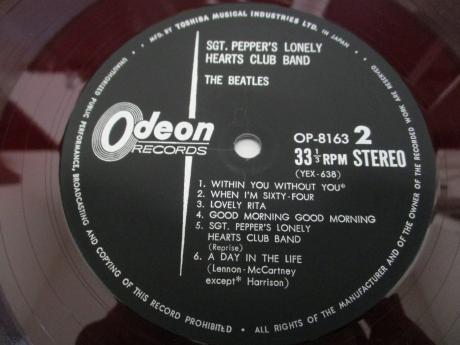 MFD. BY TOSHIBA MUSICAL INDUSTRIES LTD. IN JAPAN. • ALL RIGHTS OF THE MANUFACTURER AND OF THE OWNER OF THE RECORDED WORK ARE RESERVED
UNAUTHORIZED PUBLIC PERFORMANCE, BROADCASTING AND COPYING OF THIS RECORD PROHIBITED •
SGT. PEPPER'S LONELY
HEARTS CLUB BAND
THE BEATLES
Odeon
RECORDS
OP-8163 2
33 1/3 RPM STEREO
(YEX-638)
1. WITHIN YOU WITHOUT YOU*
2. WHEN I'M SIXTY-FOUR
3. LOVELY RITA
4. GOOD MORNING GOOD MORNING
5. SGT. PEPPER'S LONELY
HEARTS CLUB BAND
(Reprise)
6. A DAY IN THE LIFE
(Lennon-McCartney
except* Harrison)